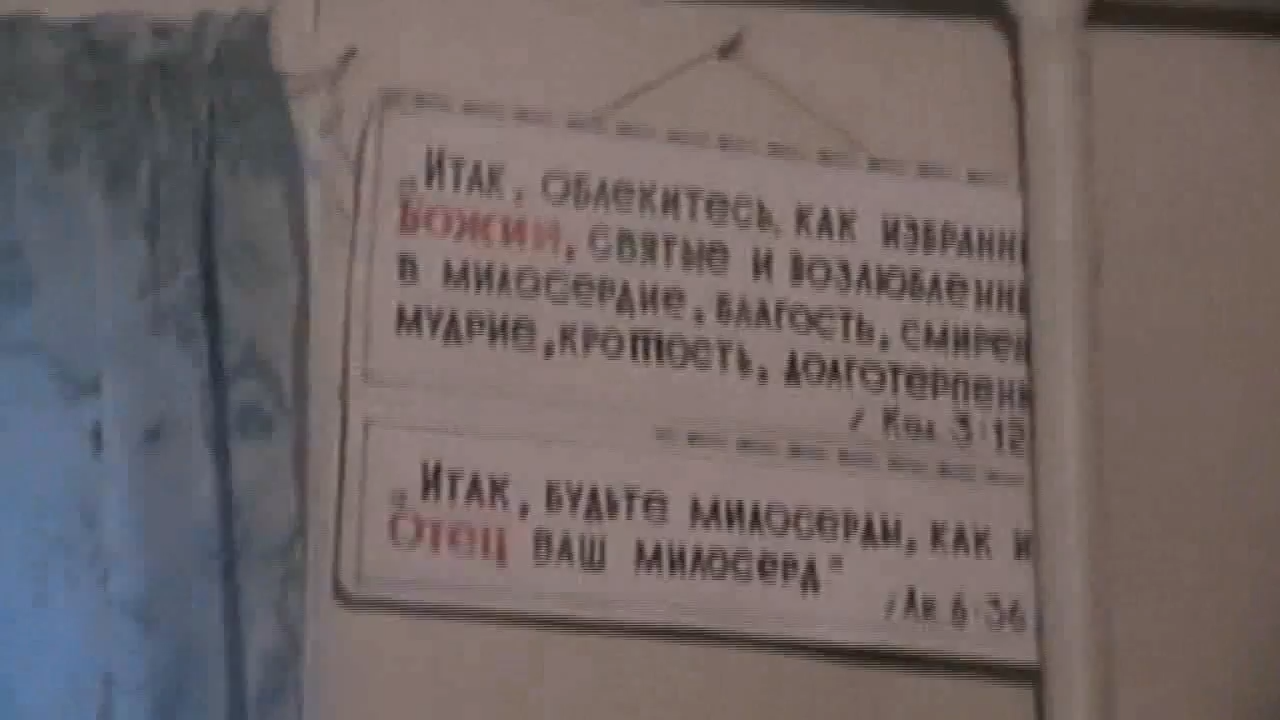 „Итак, облекитесь, как избранн
Божии, святые и возлюбленн
в милосердие, благость, смирен
мудрие, кротость, долготерпен
/ Кол 3:12
„Итак, будьте милосерды, как и
Отец ваш милосерд"
/Лк 6:36